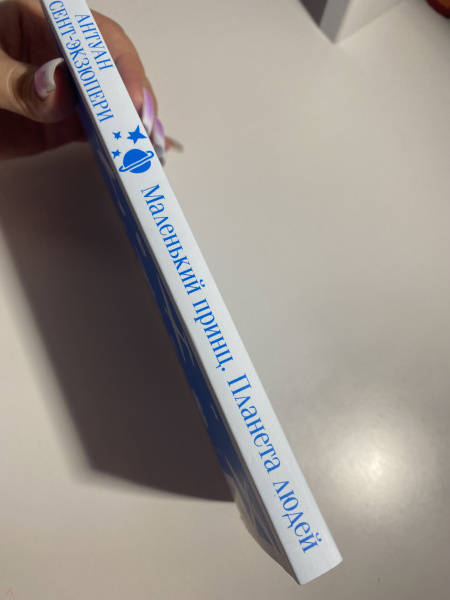 АНТУАН
СЕНТ-ЭКЗЮПЕРИ
Маленький принц. Планета людей